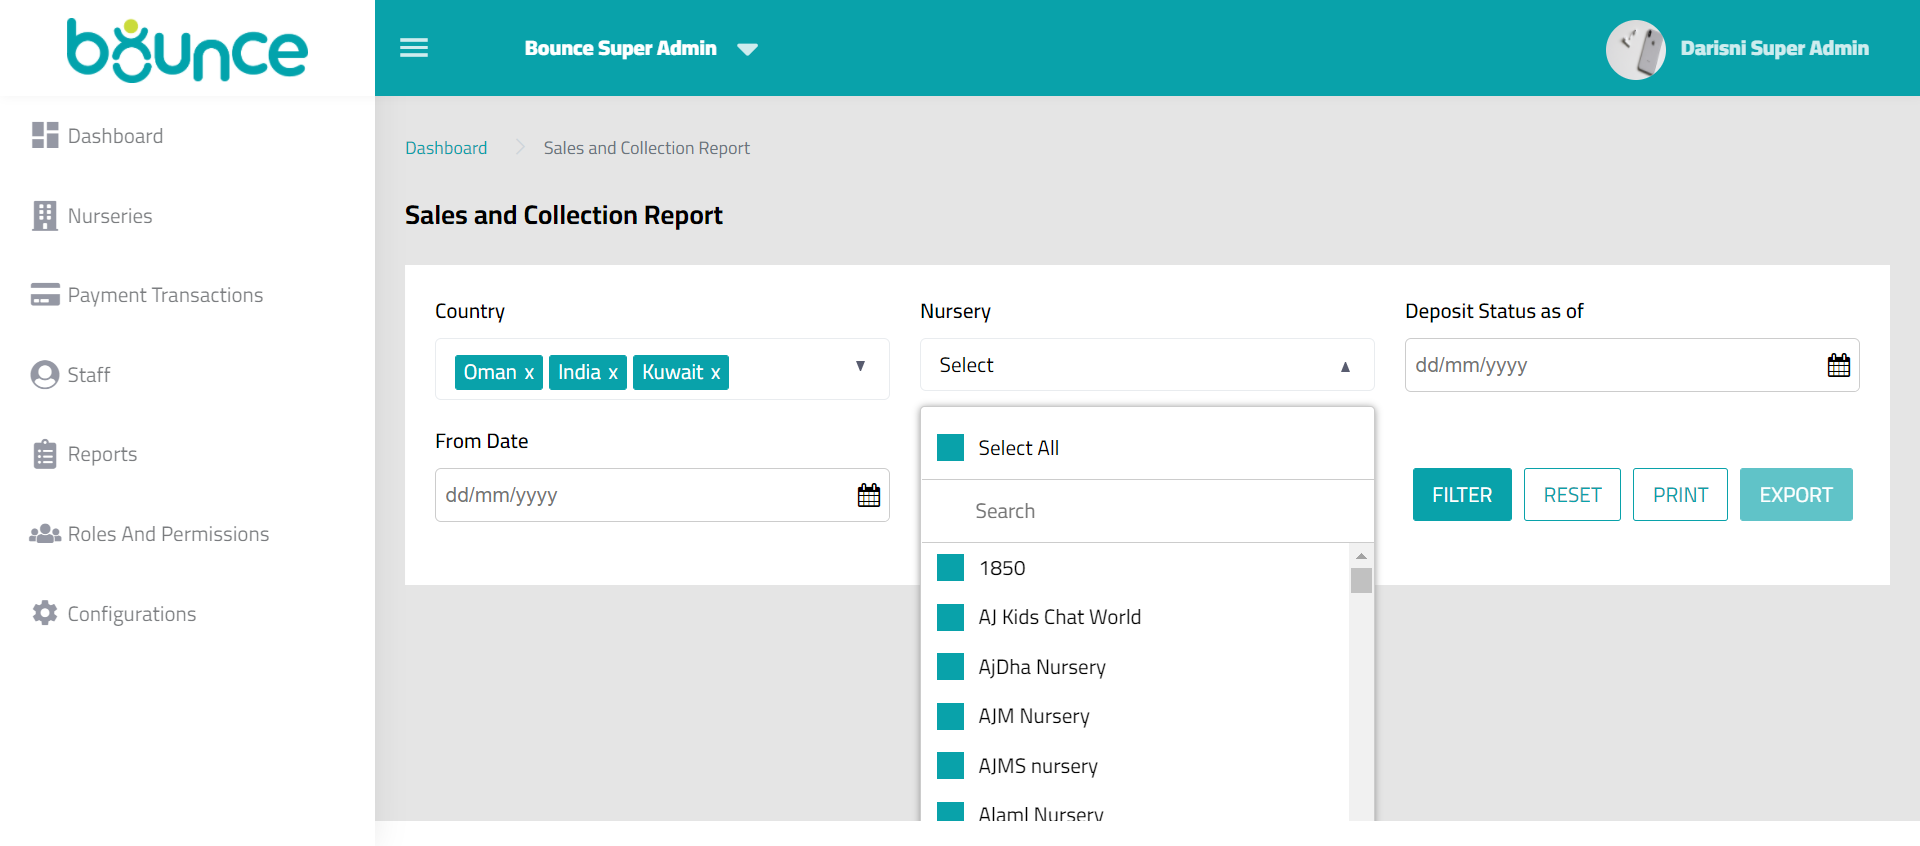 bounce
Bounce Super Admin
Darisni Super Admin
Dashboard
Nurseries
Payment Transactions
Staff
Reports
Roles And Permissions
Configurations
Dashboard
Sales and Collection Report
Sales and Collection Report
Country
Oman x India x Kuwait x
From Date
dd/mm/yyyy
Nursery
Select
Select All
Search
1850
AJ Kids Chat World
AjDha Nursery
AJM Nursery
AJMS nursery
Alaml Nursery
Deposit Status as of
dd/mm/yyyy
FILTER RESET PRINT EXPORT